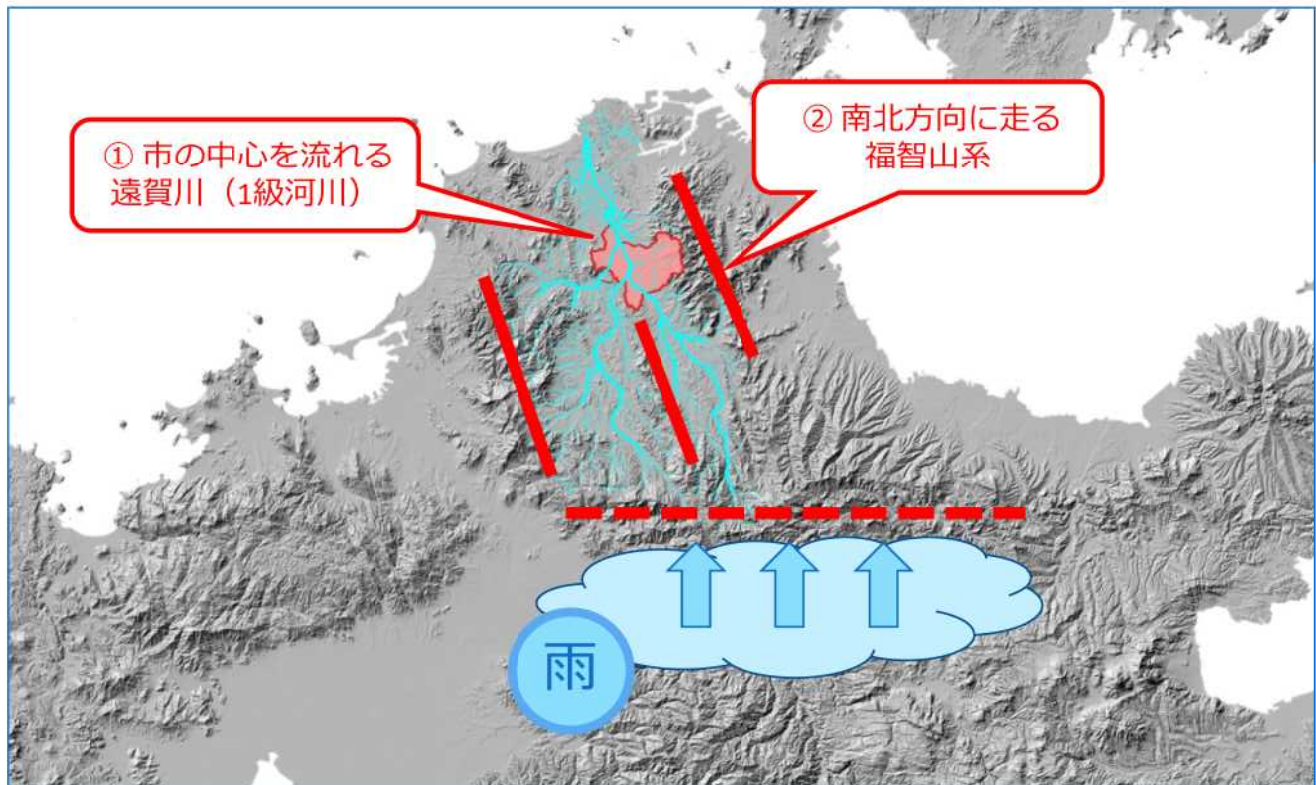 ① 市の中心を流れる
遠賀川（1級河川）
② 南北方向に走る
福智山系
雨